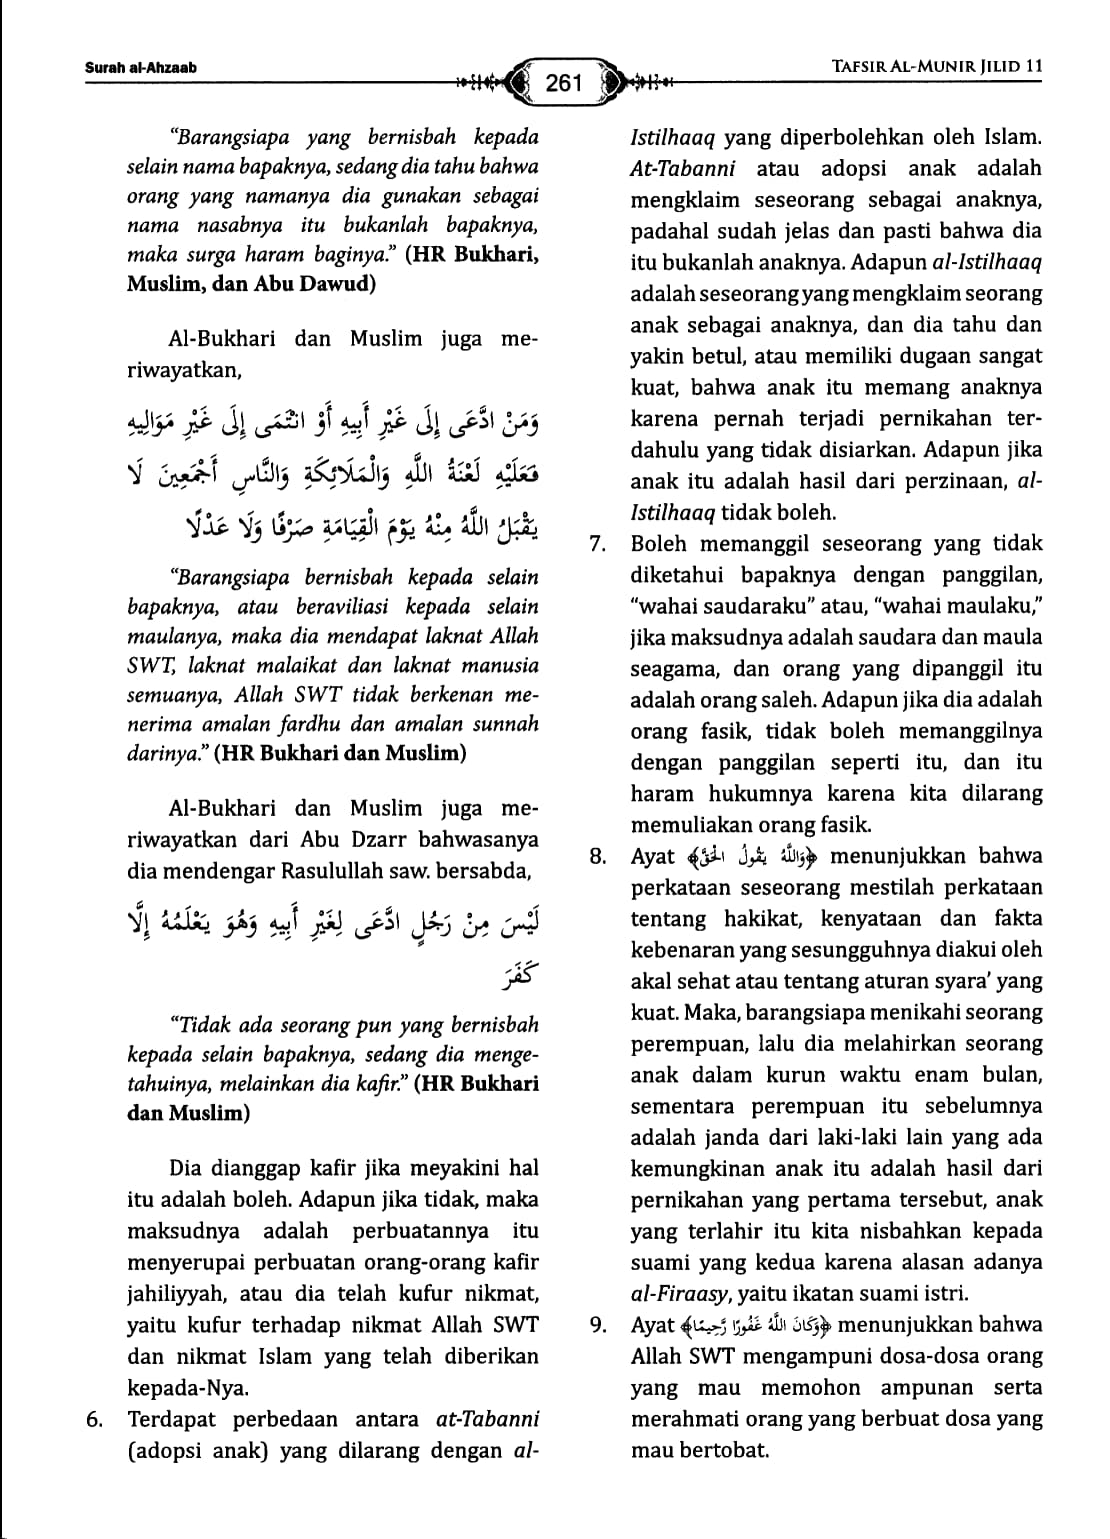 Surah al-Ahzaab
261
TAFSIR AL-MUNIR JILID 11
“Barangsiapa yang bernisbah kepada
selain nama bapaknya, sedang dia tahu bahwa
orang yang namanya dia gunakan sebagai
nama nasabnya itu bukanlah bapaknya,
maka surga haram baginya.” (HR Bukhari,
Muslim, dan Abu Dawud)
Al-Bukhari dan Muslim juga me-
riwayatkan,
وَمَنْ ادَّعَى إِلَى غَيْرِ أَبِيهِ أَوْ انْتَمَى إِلَى غَيْرِ مَوَالِيهِ
فَعَلَيْهِ لَعْنَةُ اللَّهِ وَالْمَلَائِكَةِ وَالنَّاسِ أَجْمَعِينَ لَا
يَقْبَلُ اللَّهُ مِنْهُ يَوْمَ الْقِيَامَةِ صَرْفًا وَلَا عَدْلًا
“Barangsiapa bernisbah kepada selain
bapaknya, atau beraviliasi kepada selain
maulanya, maka dia mendapat laknat Allah
SWT, laknat malaikat dan laknat manusia
semuanya, Allah SWT tidak berkenan me-
nerima amalan fardhu dan amalan sunnah
darinya.” (HR Bukhari dan Muslim)
Al-Bukhari dan Muslim juga me-
riwayatkan dari Abu Dzarr bahwasanya
dia mendengar Rasulullah saw. bersabda,
لَيْسَ مِنْ رَجُلٍ ادَّعَى لِغَيْرِ أَبِيهِ وَهُوَ يَعْلَمُهُ إِلَّا
كَفَرَ
“Tidak ada seorang pun yang bernisbah
kepada selain bapaknya, sedang dia menge-
tahuinya, melainkan dia kafir.” (HR Bukhari
dan Muslim)
Dia dianggap kafir jika meyakini hal
itu adalah boleh. Adapun jika tidak, maka
maksudnya adalah perbuatannya itu
menyerupai perbuatan orang-orang kafir
jahiliyyah, atau dia telah kufur nikmat,
yaitu kufur terhadap nikmat Allah SWT
dan nikmat Islam yang telah diberikan
kepada-Nya.
6. Terdapat perbedaan antara at-Tabanni
(adopsi anak) yang dilarang dengan al-
Istilhaaq yang diperbolehkan oleh Islam.
At-Tabanni atau adopsi anak adalah
mengklaim seseorang sebagai anaknya,
padahal sudah jelas dan pasti bahwa dia
itu bukanlah anaknya. Adapun al-Istilhaaq
adalah seseorang yang mengklaim seorang
anak sebagai anaknya, dan dia tahu dan
yakin betul, atau memiliki dugaan sangat
kuat, bahwa anak itu memang anaknya
karena pernah terjadi pernikahan ter-
dahulu yang tidak disiarkan. Adapun jika
anak itu adalah hasil dari perzinaan, al-
Istilhaaq tidak boleh.
7. Boleh memanggil seseorang yang tidak
diketahui bapaknya dengan panggilan,
“wahai saudaraku” atau, “wahai maulaku,”
jika maksudnya adalah saudara dan maula
seagama, dan orang yang dipanggil itu
adalah orang saleh. Adapun jika dia adalah
orang fasik, tidak boleh memanggilnya
dengan panggilan seperti itu, dan itu
haram hukumnya karena kita dilarang
memuliakan orang fasik.
8. Ayat ﴿وَاللَّهُ يَقُولُ الْحَقَّ﴾ menunjukkan bahwa
perkataan seseorang mestilah perkataan
tentang hakikat, kenyataan dan fakta
kebenaran yang sesungguhnya diakui oleh
akal sehat atau tentang aturan syara’ yang
kuat. Maka, barangsiapa menikahi seorang
perempuan, lalu dia melahirkan seorang
anak dalam kurun waktu enam bulan,
sementara perempuan itu sebelumnya
adalah janda dari laki-laki lain yang ada
kemungkinan anak itu adalah hasil dari
pernikahan yang pertama tersebut, anak
yang terlahir itu kita nisbahkan kepada
suami yang kedua karena alasan adanya
al-Firaasy, yaitu ikatan suami istri.
9. Ayat ﴿وَكَانَ اللَّهُ غَفُورًا رَّحِيمًا﴾ menunjukkan bahwa
Allah SWT mengampuni dosa-dosa orang
yang mau memohon ampunan serta
merahmati orang yang berbuat dosa yang
mau bertobat.